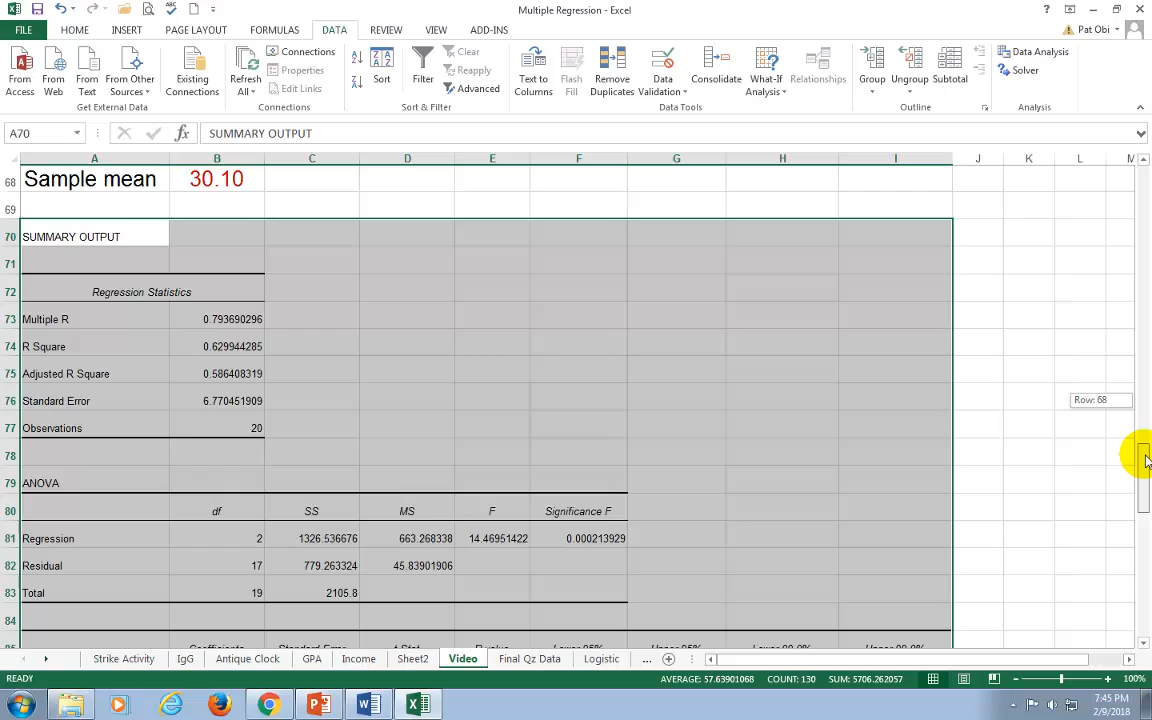 Multiple Regression - Excel
FILE HOME INSERT PAGE LAYOUT FORMULAS DATA REVIEW VIEW ADD-INS Pat Obi
From Access From Web From Text From Other Sources Existing Connections Refresh All Connections Properties Edit Links Sort Filter Clear Reapply Advanced Text to Columns Flash Fill Remove Duplicates Data Validation Consolidate What-If Analysis Relationships Group Ungroup Subtotal Data Analysis Solver
Get External Data Connections Sort & Filter Data Tools Outline Analysis
A70 fx SUMMARY OUTPUT
A B C D E F G H I J K L M
68 Sample mean 30.10
69
70 SUMMARY OUTPUT
71
72 Regression Statistics
73 Multiple R 0.793690296
74 R Square 0.629944285
75 Adjusted R Square 0.586408319
76 Standard Error 6.770451909
Row: 68
77 Observations 20
78
79 ANOVA
80 df SS MS F Significance F
81 Regression 2 1326.536676 663.268338 14.46951422 0.000213929
82 Residual 17 779.263324 45.83901906
83 Total 19 2105.8
84
Strike Activity IgG Antique Clock GPA Income Sheet2 Video Final Qz Data Logistic ...
READY AVERAGE: 57.63901068 COUNT: 130 SUM: 5706.262057 100%
7:45 PM
2/9/2018